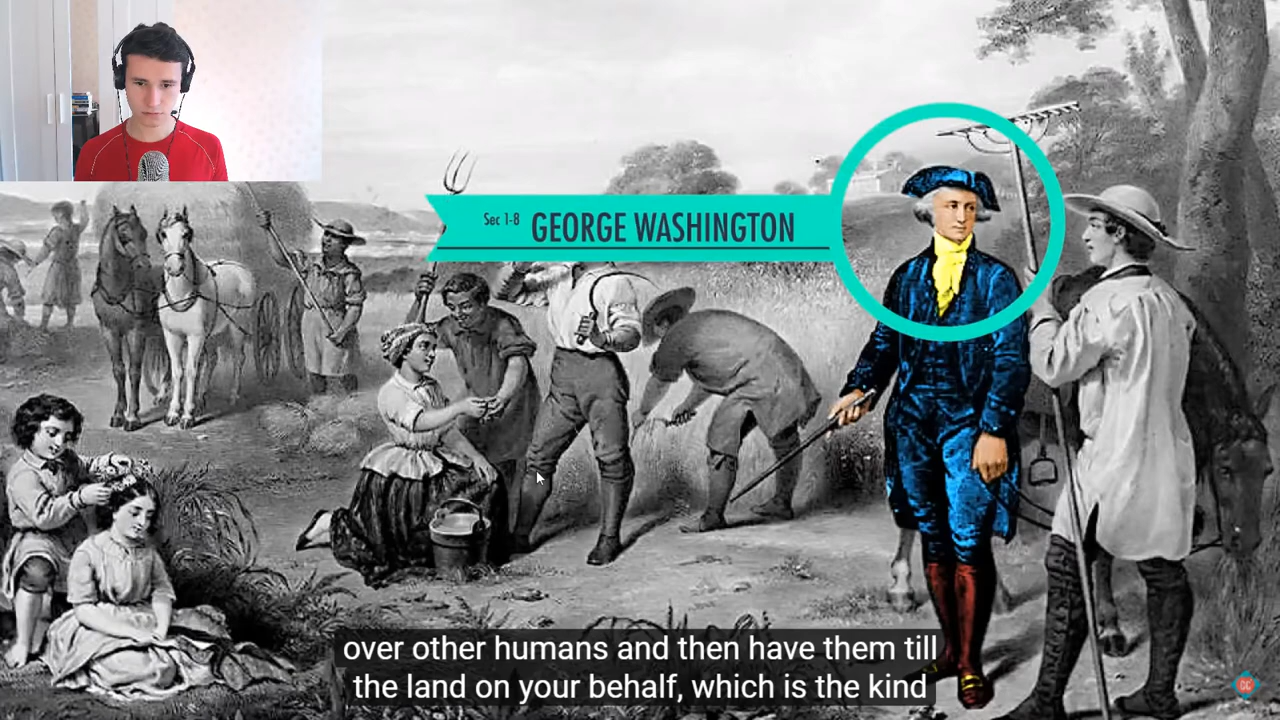 Sec 1-8 GEORGE WASHINGTON
over other humans and then have them till
the land on your behalf, which is the kind
CC